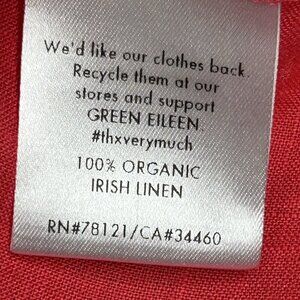 We'd like our clothes back.
Recycle them at our
stores and support
GREEN EILEEN.
#thxverymuch
100% ORGANIC
IRISH LINEN
RN#78121/CA#34460